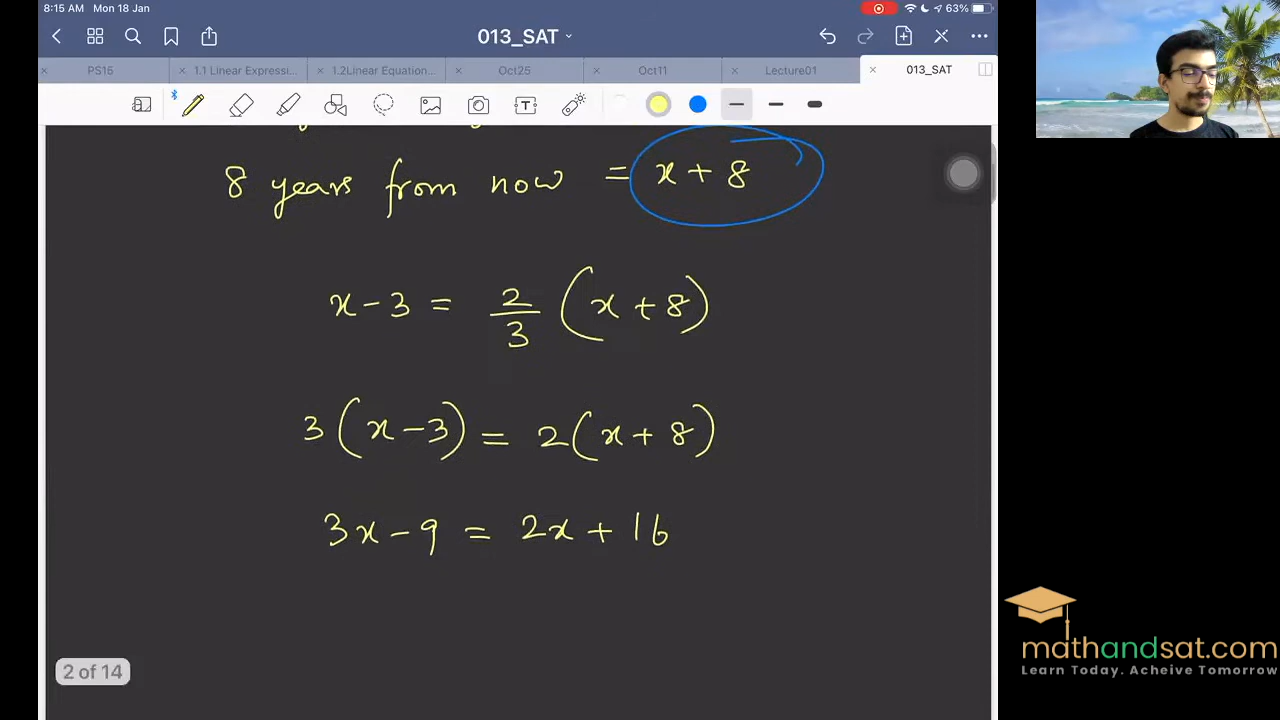 8:15 AM Mon 18 Jan
63%
013_SAT
PS16
1.1 Linear Expressi...
1.2Linear Equation...
Oct25
Oct11
Lecture01
013_SAT
8 years from now = x + 8
x - 3 = 2/3 (x + 8)
3(x - 3) = 2(x + 8)
3x - 9 = 2x + 16
2 of 14
mathandsat.com
Learn Today. Acheive Tomorrow